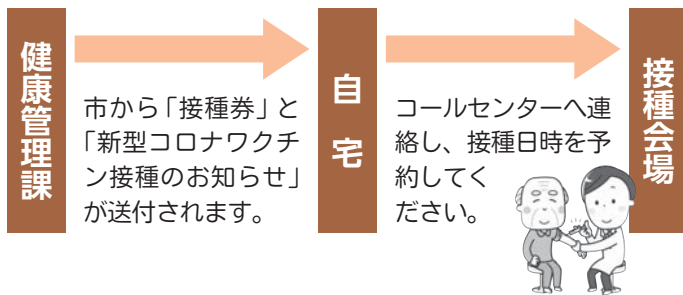 健康管理課
市から「接種券」と
「新型コロナワクチ
ン接種のお知らせ」
が送付されます。
自宅
コールセンターへ連
絡し、接種日時を予
約してく
ださい。
接種会場